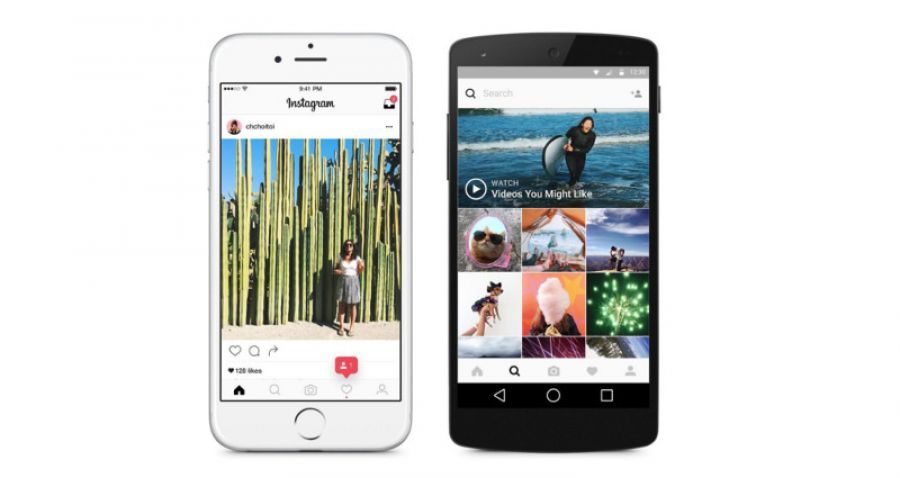 9:41 PM
Instagram
chchoitoi
128 likes
1
12:30
Search
WATCH
Videos You Might Like